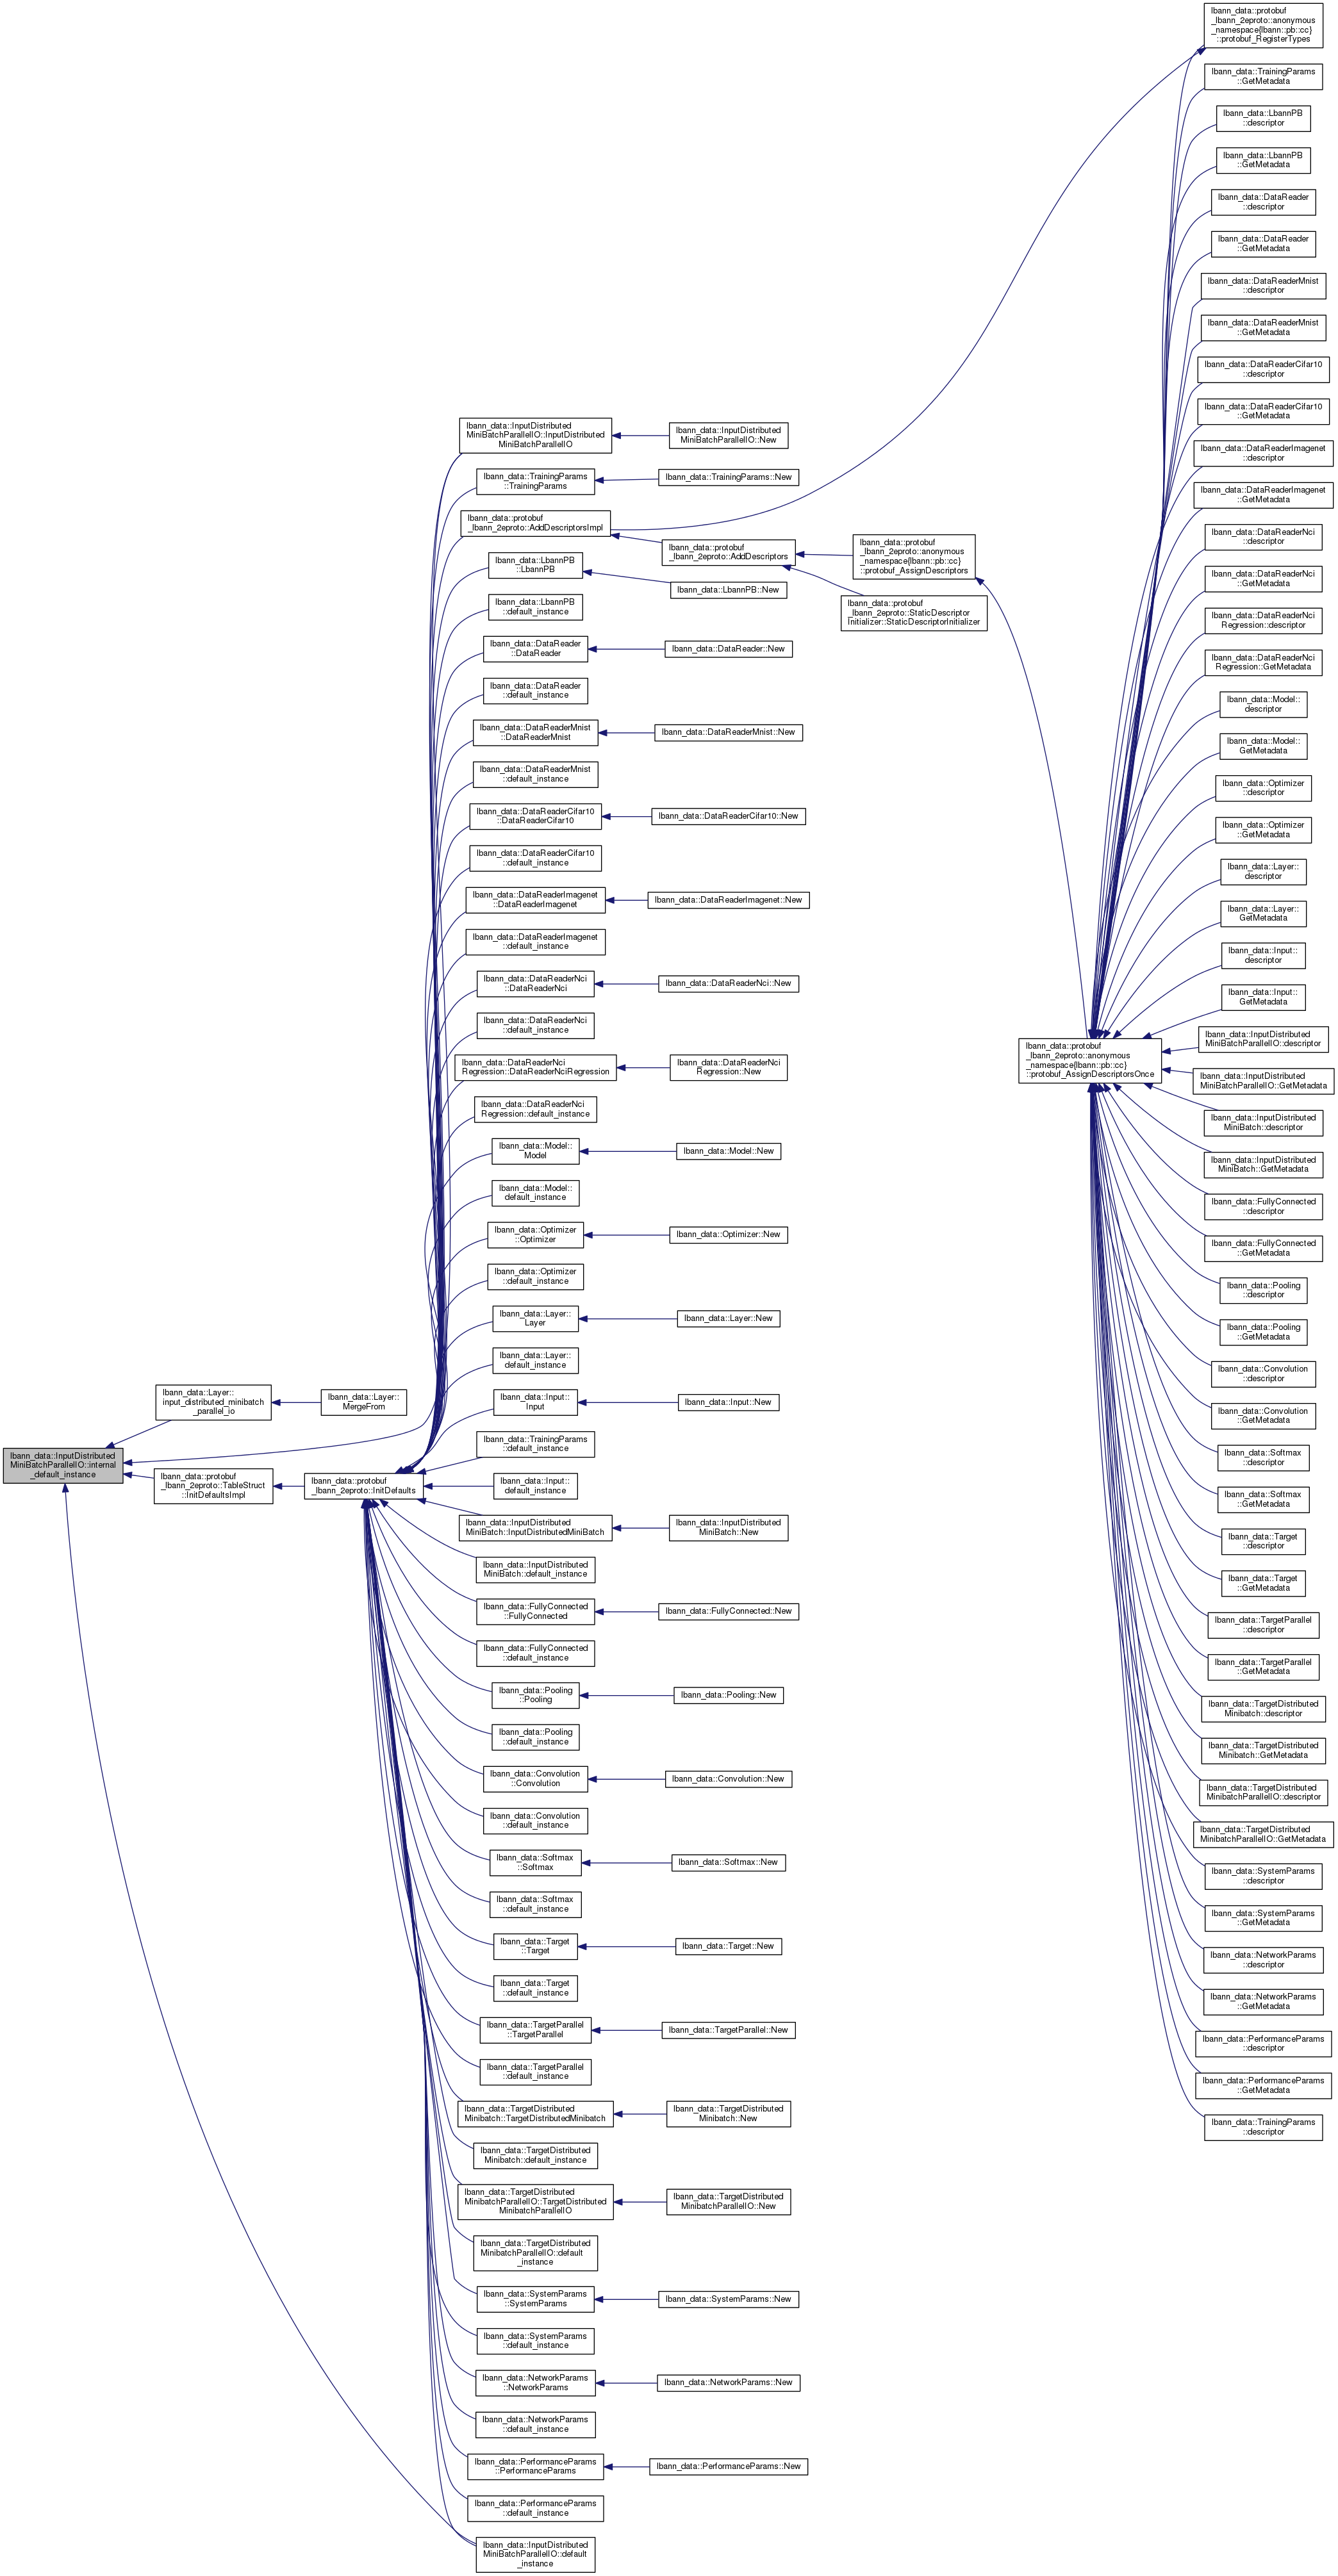 lbann_data::InputDistributed
MiniBatchParallelIO::internal
_default_instance
lbann_data::Layer::
input_distributed_minibatch
_parallel_io
lbann_data::protobuf
_lbann_2eproto::TableStruct
::InitDefaultsImpl
lbann_data::Layer::
MergeFrom
lbann_data::protobuf
_lbann_2eproto::InitDefaults
lbann_data::InputDistributed
MiniBatchParallelIO::InputDistributed
MiniBatchParallelIO
lbann_data::TrainingParams
::TrainingParams
lbann_data::protobuf
_lbann_2eproto::AddDescriptorsImpl
lbann_data::LbannPB
::LbannPB
lbann_data::LbannPB
::default_instance
lbann_data::DataReader
::DataReader
lbann_data::DataReader
::default_instance
lbann_data::DataReaderMnist
::DataReaderMnist
lbann_data::DataReaderMnist
::default_instance
lbann_data::DataReaderCifar10
::DataReaderCifar10
lbann_data::DataReaderCifar10
::default_instance
lbann_data::DataReaderImagenet
::DataReaderImagenet
lbann_data::DataReaderImagenet
::default_instance
lbann_data::DataReaderNci
::DataReaderNci
lbann_data::DataReaderNci
::default_instance
lbann_data::DataReaderNci
Regression::DataReaderNciRegression
lbann_data::DataReaderNci
Regression::default_instance
lbann_data::Model::
Model
lbann_data::Model::
default_instance
lbann_data::Optimizer
::Optimizer
lbann_data::Optimizer
::default_instance
lbann_data::Layer::
Layer
lbann_data::Layer::
default_instance
lbann_data::Input::
Input
lbann_data::TrainingParams
::default_instance
lbann_data::Input::
default_instance
lbann_data::InputDistributed
MiniBatch::InputDistributedMiniBatch
lbann_data::InputDistributed
MiniBatch::default_instance
lbann_data::FullyConnected
::FullyConnected
lbann_data::FullyConnected
::default_instance
lbann_data::Pooling
::Pooling
lbann_data::Pooling
::default_instance
lbann_data::Convolution
::Convolution
lbann_data::Convolution
::default_instance
lbann_data::Softmax
::Softmax
lbann_data::Softmax
::default_instance
lbann_data::Target
::Target
lbann_data::Target
::default_instance
lbann_data::TargetParallel
::TargetParallel
lbann_data::TargetParallel
::default_instance
lbann_data::TargetDistributed
Minibatch::TargetDistributedMinibatch
lbann_data::TargetDistributed
Minibatch::default_instance
lbann_data::TargetDistributed
MinibatchParallelIO::TargetDistributed
MinibatchParallelIO
lbann_data::TargetDistributed
MinibatchParallelIO::default
_instance
lbann_data::SystemParams
::SystemParams
lbann_data::SystemParams
::default_instance
lbann_data::NetworkParams
::NetworkParams
lbann_data::NetworkParams
::default_instance
lbann_data::PerformanceParams
::PerformanceParams
lbann_data::PerformanceParams
::default_instance
lbann_data::InputDistributed
MiniBatchParallelIO::default
_instance
lbann_data::InputDistributed
MiniBatchParallelIO::New
lbann_data::TrainingParams::New
lbann_data::protobuf
_lbann_2eproto::AddDescriptors
lbann_data::LbannPB::New
lbann_data::DataReader::New
lbann_data::DataReaderMnist::New
lbann_data::DataReaderCifar10::New
lbann_data::DataReaderImagenet::New
lbann_data::DataReaderNci::New
lbann_data::DataReaderNci
Regression::New
lbann_data::Model::New
lbann_data::Optimizer::New
lbann_data::Layer::New
lbann_data::Input::New
lbann_data::InputDistributed
MiniBatch::New
lbann_data::FullyConnected::New
lbann_data::Pooling::New
lbann_data::Convolution::New
lbann_data::Softmax::New
lbann_data::Target::New
lbann_data::TargetParallel::New
lbann_data::TargetDistributed
Minibatch::New
lbann_data::TargetDistributed
MinibatchParallelIO::New
lbann_data::SystemParams::New
lbann_data::NetworkParams::New
lbann_data::PerformanceParams::New
lbann_data::protobuf
_lbann_2eproto::anonymous
_namespace{lbann::pb::cc}
::protobuf_AssignDescriptors
lbann_data::protobuf
_lbann_2eproto::StaticDescriptor
Initializer::StaticDescriptorInitializer
lbann_data::protobuf
_lbann_2eproto::anonymous
_namespace{lbann::pb::cc}
::protobuf_AssignDescriptorsOnce
lbann_data::protobuf
_lbann_2eproto::anonymous
_namespace{lbann::pb::cc}
::protobuf_RegisterTypes
lbann_data::TrainingParams
::GetMetadata
lbann_data::LbannPB
::descriptor
lbann_data::LbannPB
::GetMetadata
lbann_data::DataReader
::descriptor
lbann_data::DataReader
::GetMetadata
lbann_data::DataReaderMnist
::descriptor
lbann_data::DataReaderMnist
::GetMetadata
lbann_data::DataReaderCifar10
::descriptor
lbann_data::DataReaderCifar10
::GetMetadata
lbann_data::DataReaderImagenet
::descriptor
lbann_data::DataReaderImagenet
::GetMetadata
lbann_data::DataReaderNci
::descriptor
lbann_data::DataReaderNci
::GetMetadata
lbann_data::DataReaderNci
Regression::descriptor
lbann_data::DataReaderNci
Regression::GetMetadata
lbann_data::Model::
descriptor
lbann_data::Model::
GetMetadata
lbann_data::Optimizer
::descriptor
lbann_data::Optimizer
::GetMetadata
lbann_data::Layer::
descriptor
lbann_data::Layer::
GetMetadata
lbann_data::Input::
descriptor
lbann_data::Input::
GetMetadata
lbann_data::InputDistributed
MiniBatchParallelIO::descriptor
lbann_data::InputDistributed
MiniBatchParallelIO::GetMetadata
lbann_data::InputDistributed
MiniBatch::descriptor
lbann_data::InputDistributed
MiniBatch::GetMetadata
lbann_data::FullyConnected
::descriptor
lbann_data::FullyConnected
::GetMetadata
lbann_data::Pooling
::descriptor
lbann_data::Pooling
::GetMetadata
lbann_data::Convolution
::descriptor
lbann_data::Convolution
::GetMetadata
lbann_data::Softmax
::descriptor
lbann_data::Softmax
::GetMetadata
lbann_data::Target
::descriptor
lbann_data::Target
::GetMetadata
lbann_data::TargetParallel
::descriptor
lbann_data::TargetParallel
::GetMetadata
lbann_data::TargetDistributed
Minibatch::descriptor
lbann_data::TargetDistributed
Minibatch::GetMetadata
lbann_data::TargetDistributed
MinibatchParallelIO::descriptor
lbann_data::TargetDistributed
MinibatchParallelIO::GetMetadata
lbann_data::SystemParams
::descriptor
lbann_data::SystemParams
::GetMetadata
lbann_data::NetworkParams
::descriptor
lbann_data::NetworkParams
::GetMetadata
lbann_data::PerformanceParams
::descriptor
lbann_data::PerformanceParams
::GetMetadata
lbann_data::TrainingParams
::descriptor